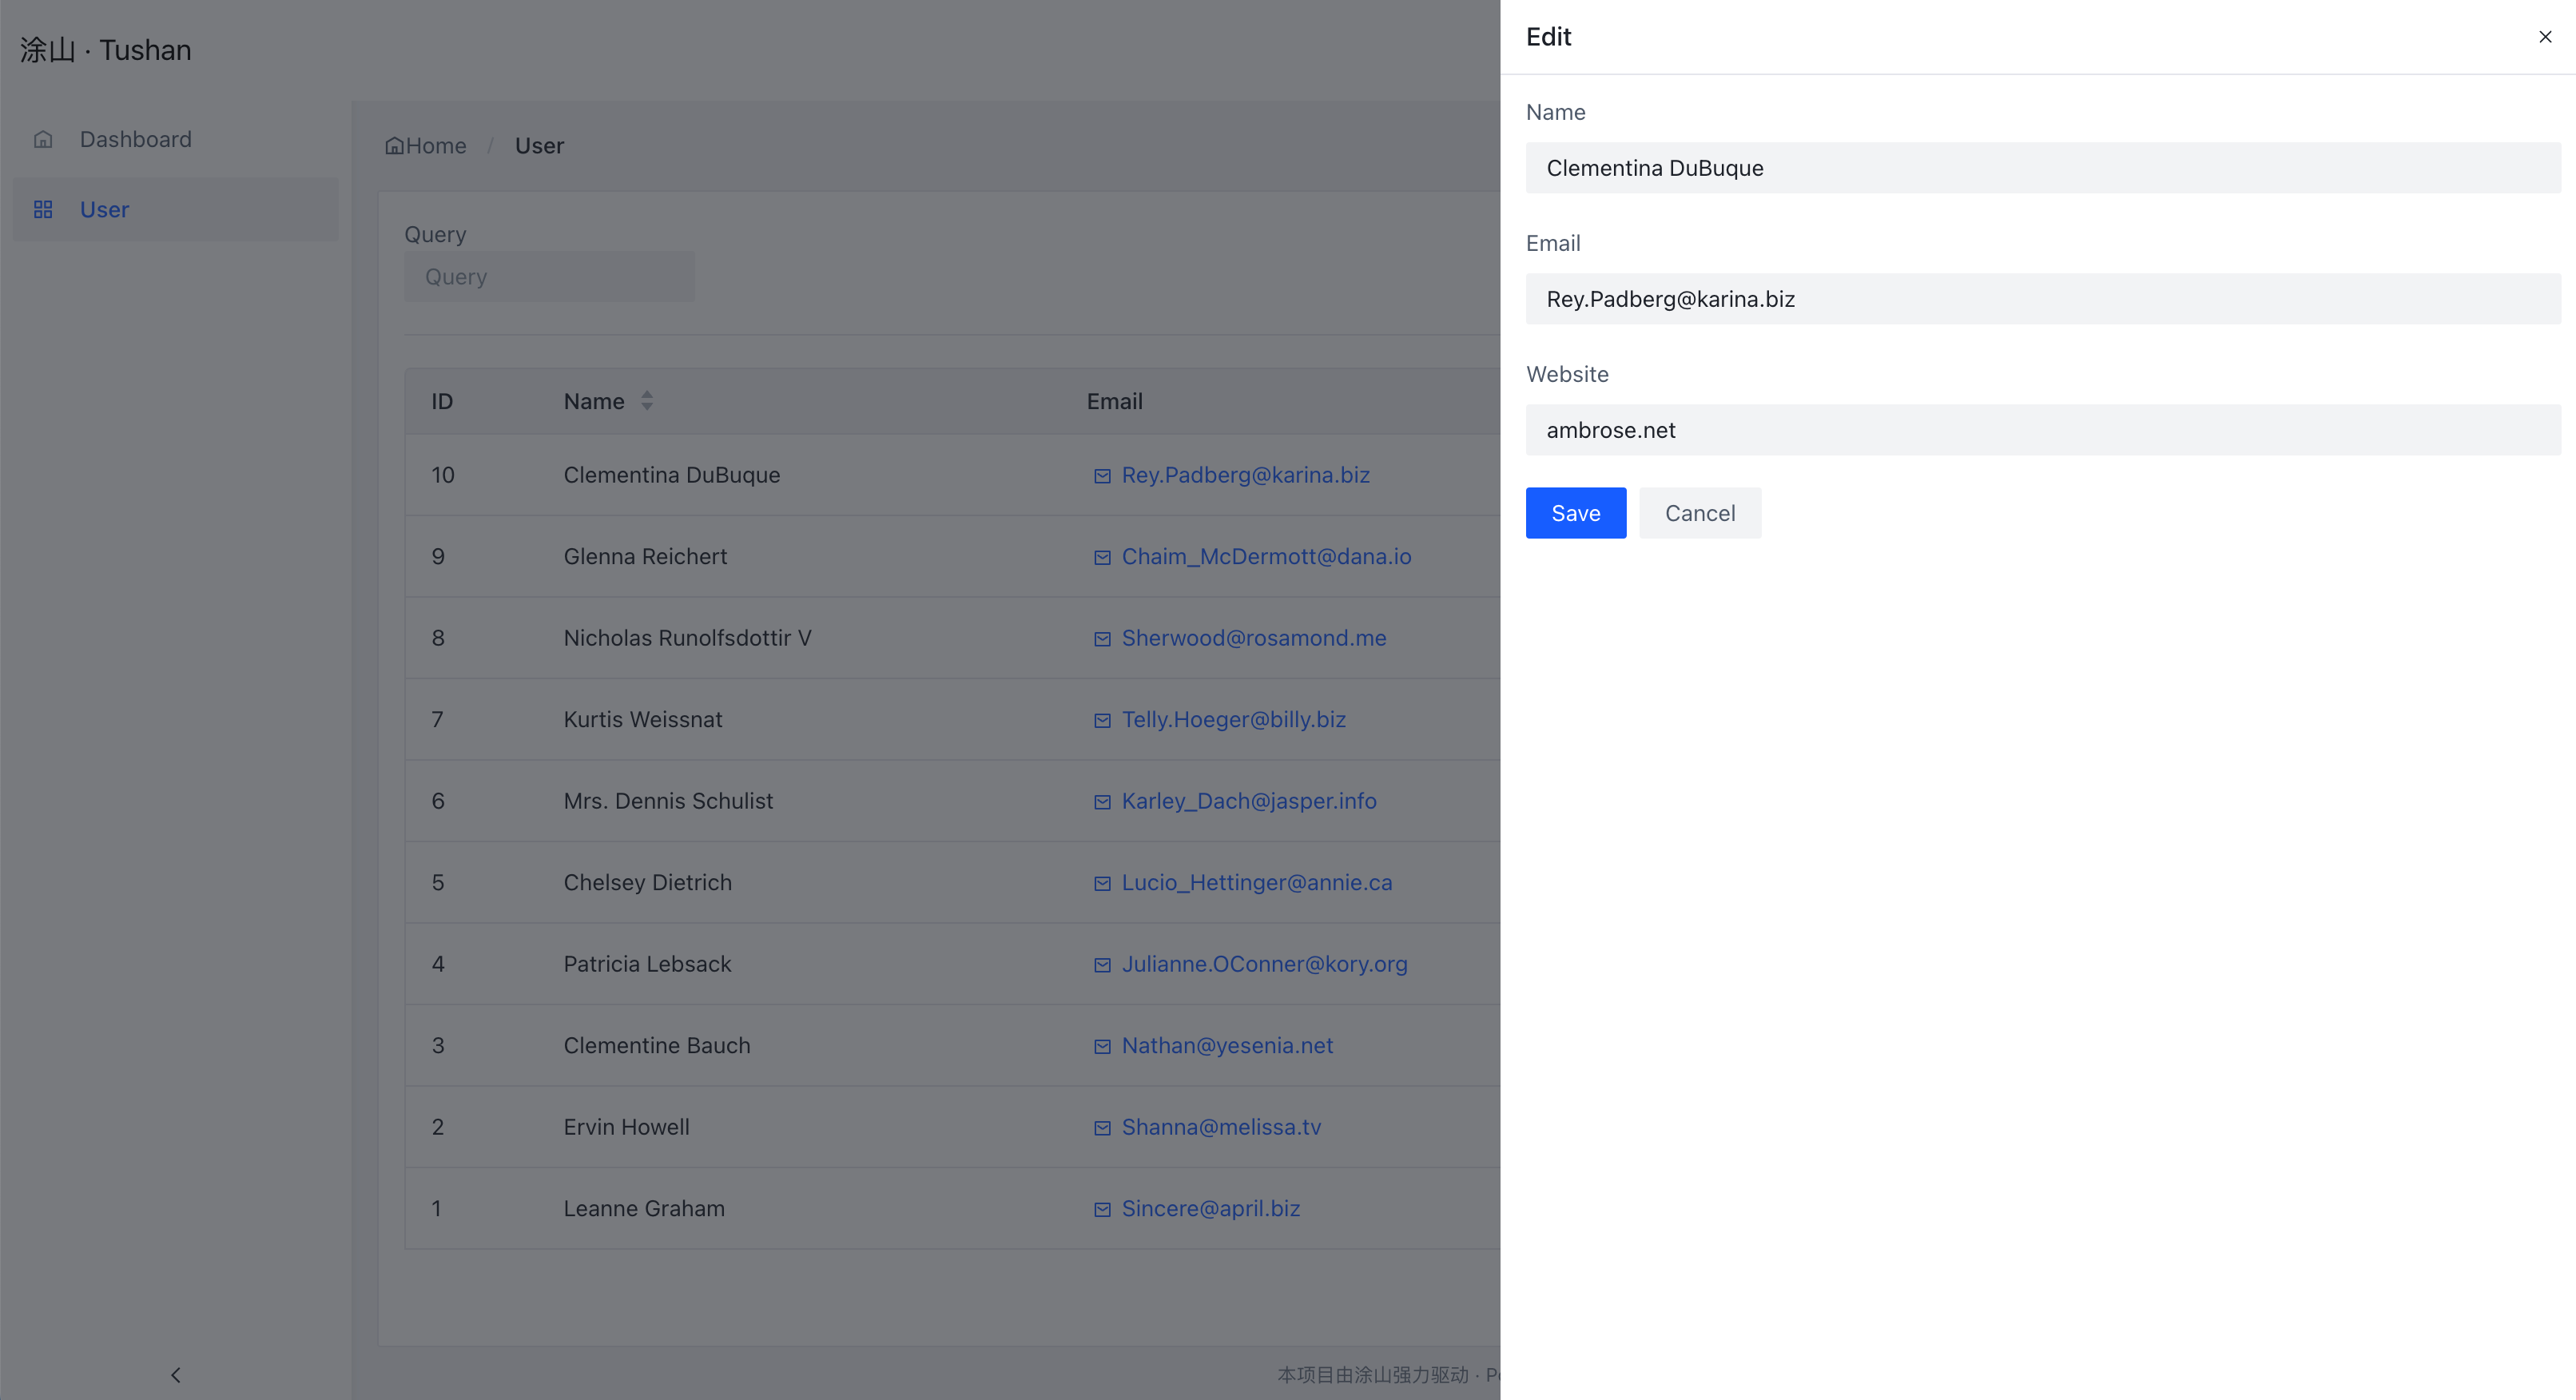 涂山 · Tushan
Dashboard
User
Home / User
Query
Query
ID Name Email
10 Clementina DuBuque Rey.Padberg@karina.biz
9 Glenna Reichert Chaim_McDermott@dana.io
8 Nicholas Runolfsdottir V Sherwood@rosamond.me
7 Kurtis Weissnat Telly.Hoeger@billy.biz
6 Mrs. Dennis Schulist Karley_Dach@jasper.info
5 Chelsey Dietrich Lucio_Hettinger@annie.ca
4 Patricia Lebsack Julianne.OConner@kory.org
3 Clementine Bauch Nathan@yesenia.net
2 Ervin Howell Shanna@melissa.tv
1 Leanne Graham Sincere@april.biz
本项目由涂山强力驱动 ·
Edit
Name
Clementina DuBuque
Email
Rey.Padberg@karina.biz
Website
ambrose.net
Save Cancel